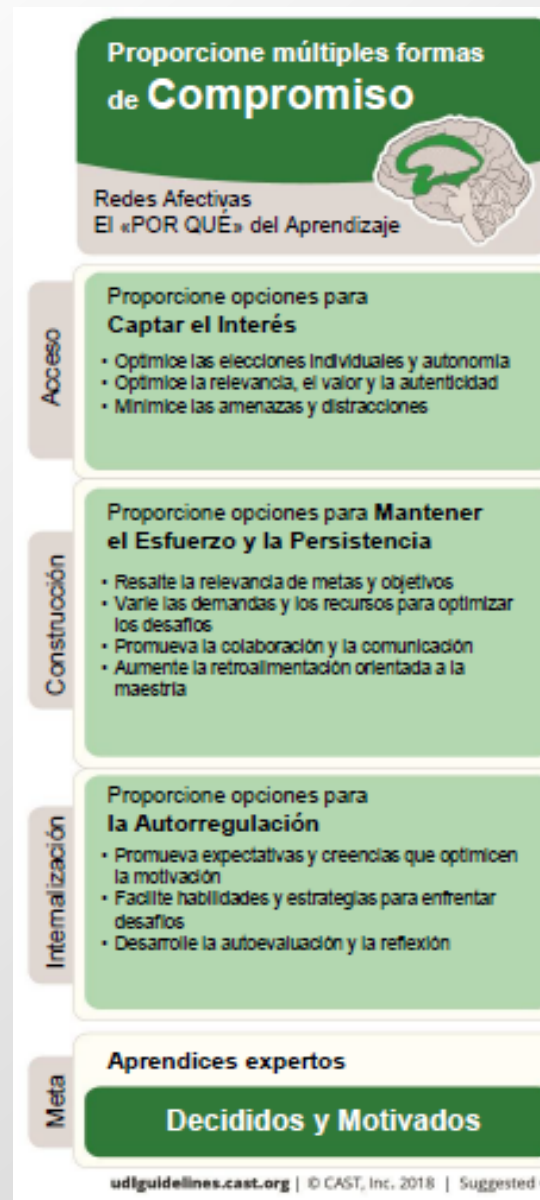 Proporcione múltiples formas
de Compromiso
Redes Afectivas
El «POR QUÉ» del Aprendizaje
Acceso
Proporcione opciones para
Captar el Interés
• Optimice las elecciones individuales y autonomía
• Optimice la relevancia, el valor y la autenticidad
• Minimice las amenazas y distracciones
Construcción
Proporcione opciones para Mantener
el Esfuerzo y la Persistencia
• Resalte la relevancia de metas y objetivos
• Varíe las demandas y los recursos para optimizar
los desafíos
• Promueva la colaboración y la comunicación
• Aumente la retroalimentación orientada a la
maestría
Internalización
Proporcione opciones para
la Autorregulación
• Promueva expectativas y creencias que optimicen
la motivación
• Facilite habilidades y estrategias para enfrentar
desafíos
• Desarrolle la autoevaluación y la reflexión
Meta
Aprendices expertos
Decididos y Motivados
udlguidelines.cast.org | © CAST, Inc. 2018 | Suggested